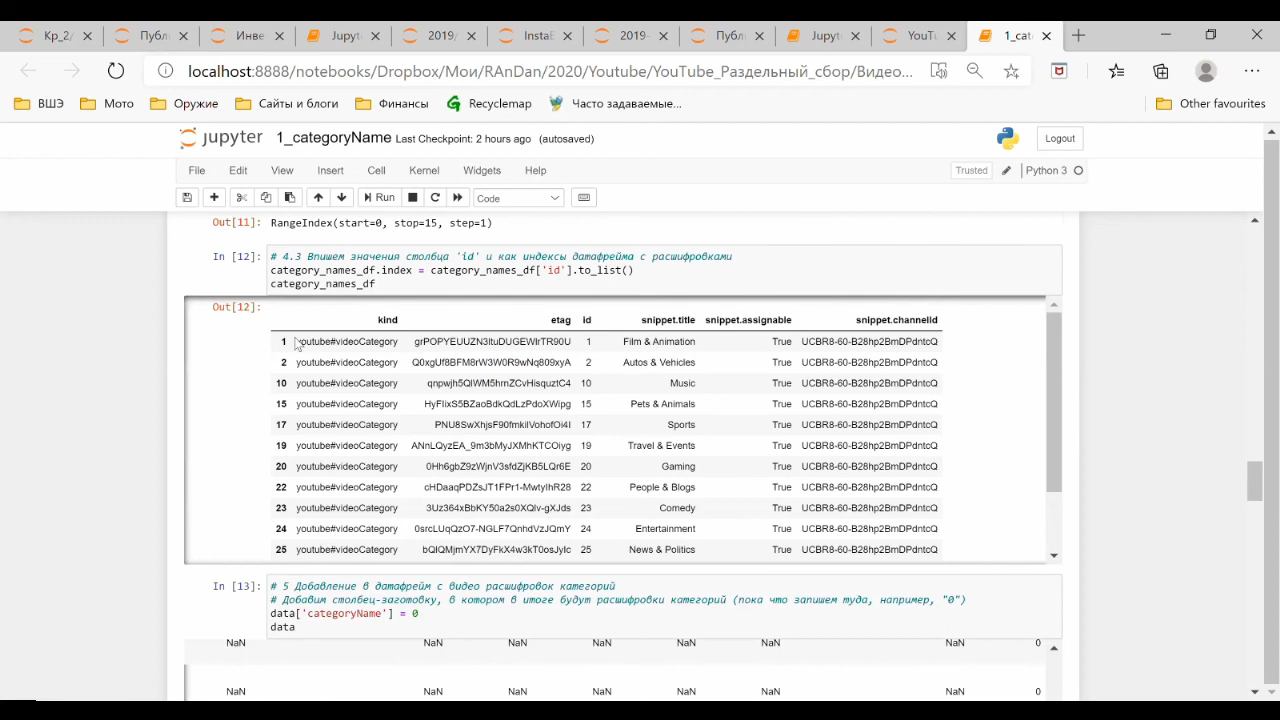 Кр_2/
Публ
Инве
Jupyt
2019/
InstaE
2019-
Публ
Jupyt
YouT
1_cat
localhost:8888/notebooks/Dropbox/Мои/RAnDan/2020/Youtube/YouTube_Раздельный_сбор/Видео...
ВШЭ Мото Оружие Сайты и блоги Финансы Recyclemap Часто задаваемые... Other favourites
jupyter 1_categoryName Last Checkpoint: 2 hours ago (autosaved) Logout
File Edit View Insert Cell Kernel Widgets Help Trusted Python 3
Run Code
Out[11]: RangeIndex(start=0, stop=15, step=1)
In [12]: # 4.3 Впишем значения столбца 'id' и как индексы датафрейма с расшифровками
category_names_df.index = category_names_df['id'].to_list()
category_names_df
Out[12]:
kind etag id snippet.title snippet.assignable snippet.channelId
1 youtube#videoCategory grPOPYEUUZN3ltuDUGEWlrTR90U 1 Film & Animation True UCBR8-60-B28hp2BmDPdntcQ
2 youtube#videoCategory Q0xgUf8BFM8rW3W0R9wNq809xyA 2 Autos & Vehicles True UCBR8-60-B28hp2BmDPdntcQ
10 youtube#videoCategory qnpwjh5QlWM5hrnZCvHisquztC4 10 Music True UCBR8-60-B28hp2BmDPdntcQ
15 youtube#videoCategory HyFIixS5BZaoBdkQdLzPdoXWipg 15 Pets & Animals True UCBR8-60-B28hp2BmDPdntcQ
17 youtube#videoCategory PNU8SwXhjsF90fmkilVohofOi4I 17 Sports True UCBR8-60-B28hp2BmDPdntcQ
19 youtube#videoCategory ANnLQyzEA_9m3bMyJXMhKTCOiyg 19 Travel & Events True UCBR8-60-B28hp2BmDPdntcQ
20 youtube#videoCategory 0Hh6gbZ9zWjnV3sfdZjKB5LQr6E 20 Gaming True UCBR8-60-B28hp2BmDPdntcQ
22 youtube#videoCategory cHDaaqPDZsJT1FPr1-MwtyIhR28 22 People & Blogs True UCBR8-60-B28hp2BmDPdntcQ
23 youtube#videoCategory 3Uz364xBbKY50a2s0XQlv-gXJds 23 Comedy True UCBR8-60-B28hp2BmDPdntcQ
24 youtube#videoCategory 0srcLUqQzO7-NGLF7QnhdVzJQmY 24 Entertainment True UCBR8-60-B28hp2BmDPdntcQ
25 youtube#videoCategory bQlQMjmYX7DyFkX4w3kT0osJyIc 25 News & Politics True UCBR8-60-B28hp2BmDPdntcQ
In [13]: # 5 Добавление в датафрейм с видео расшифровок категорий
# Добавим столбец-заготовку, в котором в итоге будут расшифровки категорий (пока что запишем туда, например, "0")
data['categoryName'] = 0
data
NaN NaN NaN NaN NaN NaN NaN 0
NaN NaN NaN NaN NaN NaN NaN 0